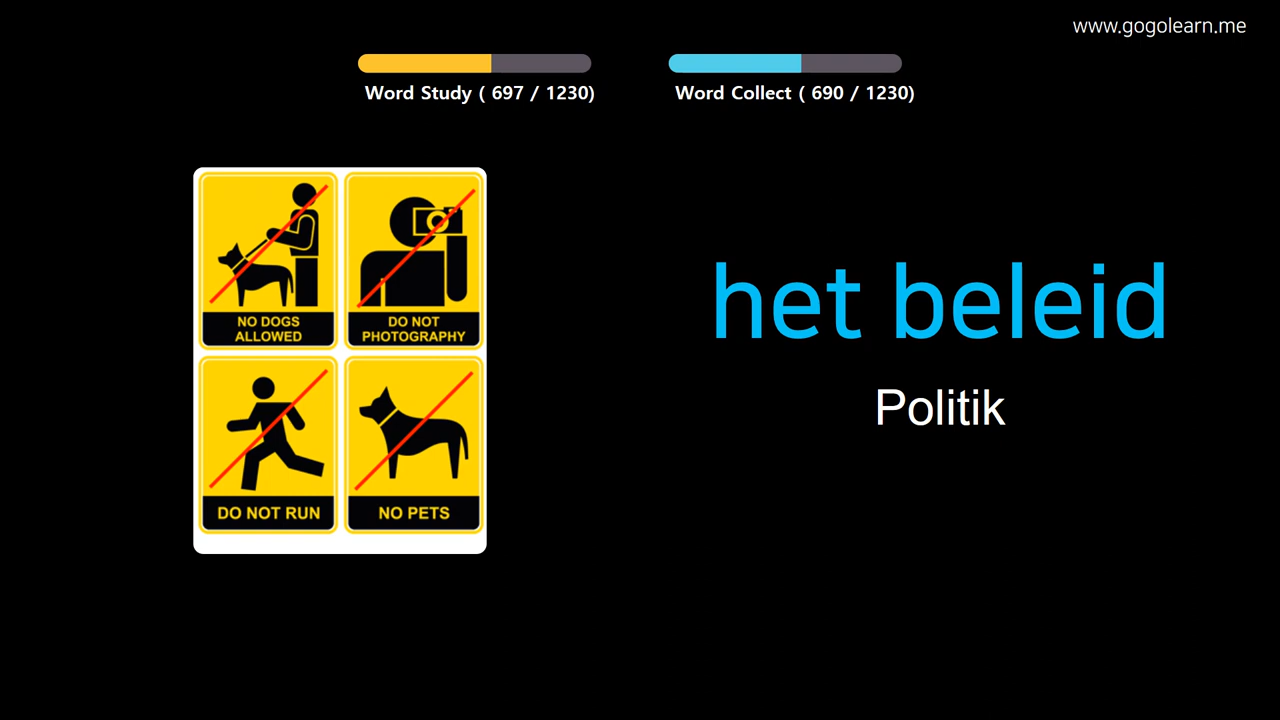 www.gogolearn.me
Word Study ( 697 / 1230)
Word Collect ( 690 / 1230)
NO DOGS
ALLOWED
DO NOT
PHOTOGRAPHY
DO NOT RUN
NO PETS
het beleid
Politik